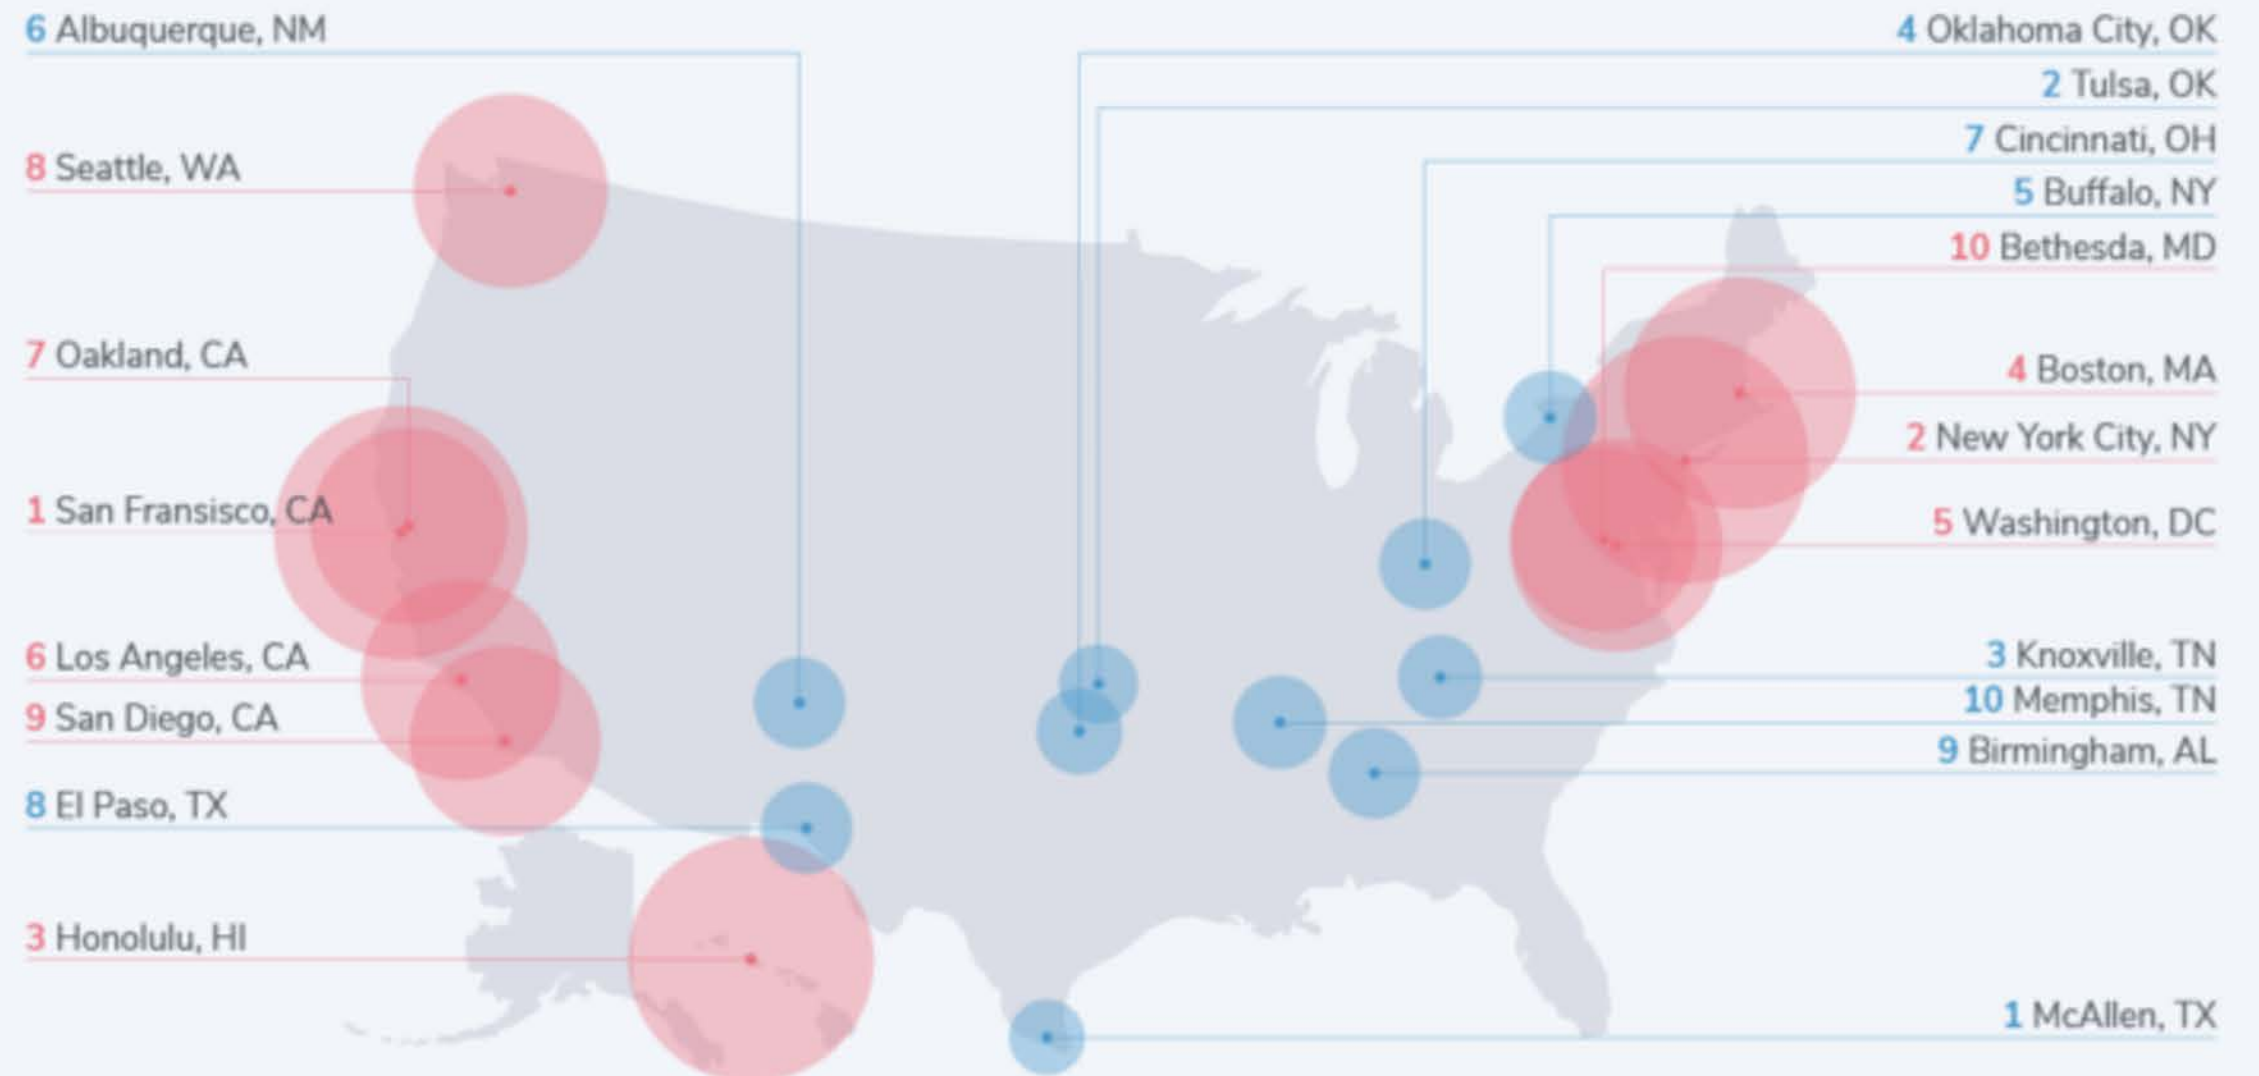 6 Albuquerque, NM
8 Seattle, WA
7 Oakland, CA
1 San Fransisco, CA
6 Los Angeles, CA
9 San Diego, CA
8 El Paso, TX
3 Honolulu, HI
4 Oklahoma City, OK
2 Tulsa, OK
7 Cincinnati, OH
5 Buffalo, NY
10 Bethesda, MD
4 Boston, MA
2 New York City, NY
5 Washington, DC
3 Knoxville, TN
10 Memphis, TN
9 Birmingham, AL
1 McAllen, TX